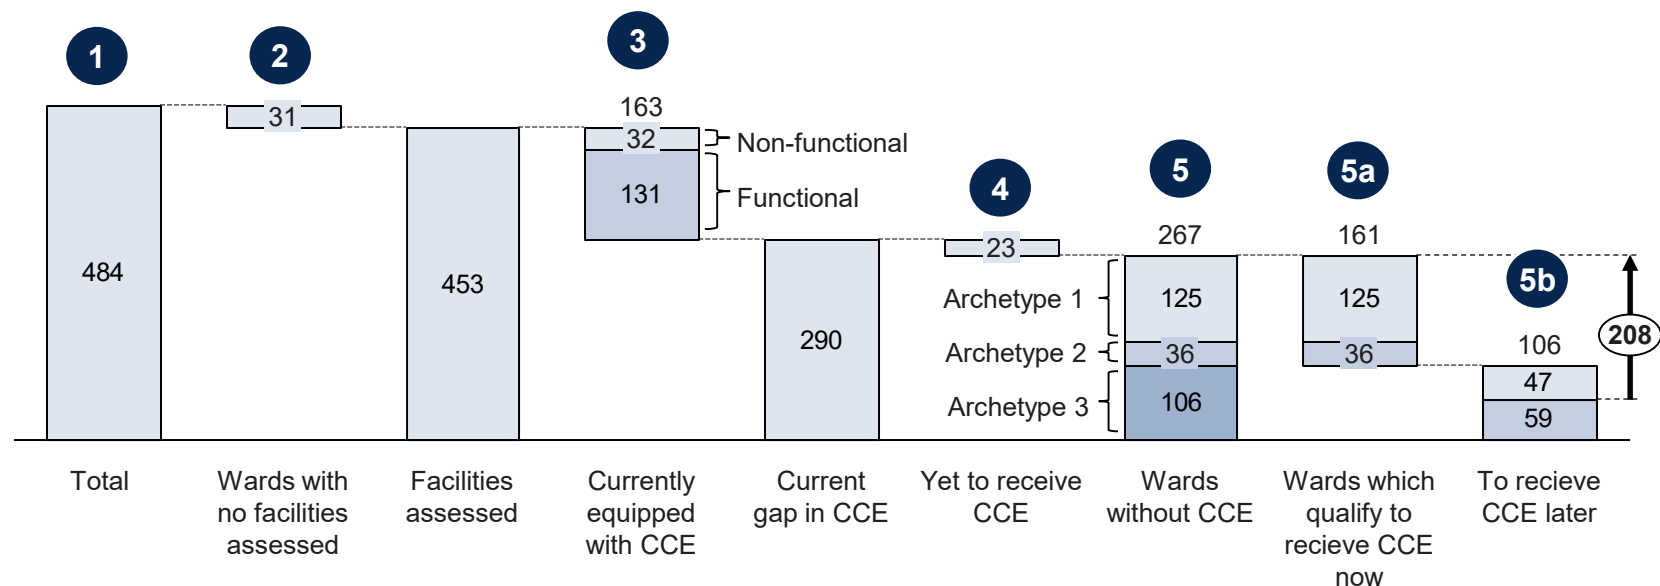 1
2
3
4
5
5a
5b
484
31
453
163
32
131
Non-functional
Functional
290
23
267
125
36
106
Archetype 1
Archetype 2
Archetype 3
161
125
36
106
47
59
208
Total
Wards with
no facilities
assessed
Facilities
assessed
Currently
equipped
with CCE
Current
gap in CCE
Yet to receive
CCE
Wards
without CCE
Wards which
qualify to
recieve CCE
now
To recieve
CCE later